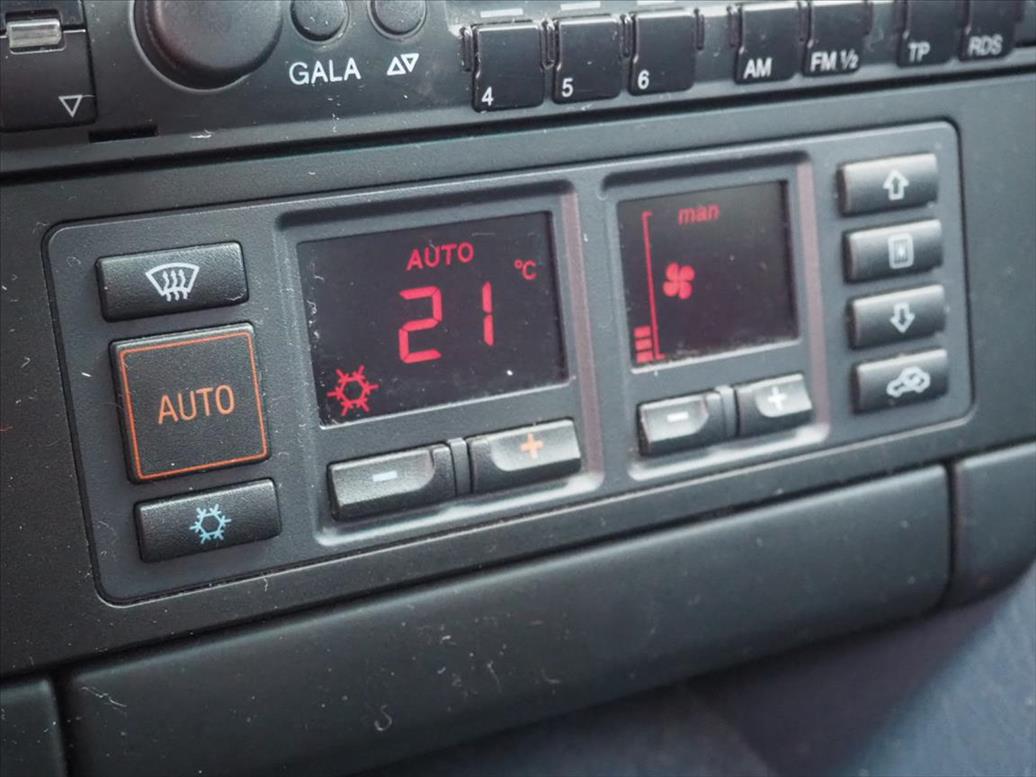 GALA
4
5
6
AM
FM 1/2
TP
RDS
AUTO
°C
21
man
AUTO
- +
- +